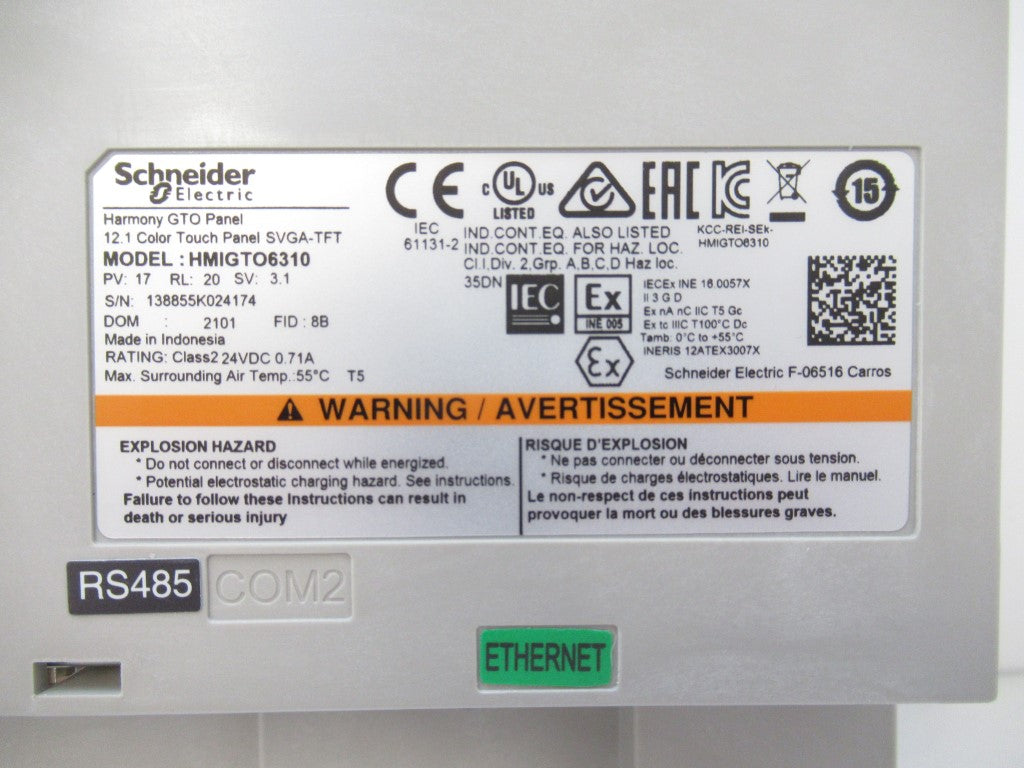 Schneider
Electric
Harmony GTO Panel
12.1 Color Touch Panel SVGA-TFT
MODEL : HMIGTO6310
PV: 17 RL: 20 SV: 3.1
S/N: 138855K024174
DOM : 2101 FID : 8B
Made in Indonesia
RATING: Class2 24VDC 0.71A
Max. Surrounding Air Temp.:55°C T5
CE
IEC
61131-2
C UL US
LISTED
EAC
KC
15
KCC-REI-SEk-
HMIGTO6310
IND.CONT.EQ. ALSO LISTED
IND.CONT.EQ. FOR HAZ. LOC.
Cl.I,Div. 2,Grp. A,B,C,D Haz loc.
35DN
IEC
Ex
INE 005
Ex
IECEx INE 16.0057X
II 3 G D
Ex nA nC IIC T5 Gc
Ex tc IIIC T100°C Dc
Tamb. 0°C to +55°C
INERIS 12ATEX3007X
Schneider Electric F-06516 Carros
WARNING / AVERTISSEMENT
EXPLOSION HAZARD
* Do not connect or disconnect while energized.
* Potential electrostatic charging hazard. See instructions.
Failure to follow these Instructions can result in
death or serious injury
RISQUE D'EXPLOSION
* Ne pas connecter ou déconnecter sous tension.
* Risque de charges électrostatiques. Lire le manuel.
Le non-respect de ces instructions peut
provoquer la mort ou des blessures graves.
RS485
COM2
ETHERNET